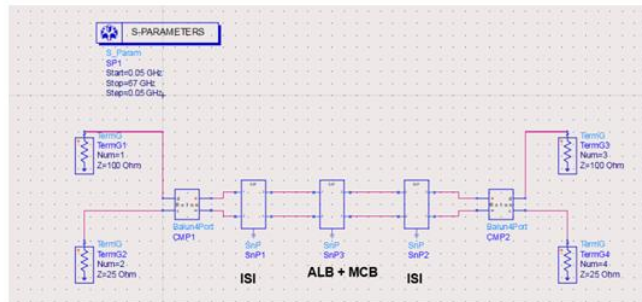 S-PARAMETERS
S_Param
SP1
Start=0.05 GHz
Stop=67 GHz
Step=0.05 GHz
TermG
TermG1
Num=1
Z=100 Ohm
TermG
TermG3
Num=3
Z=100 Ohm
Balun4Port
CMP1
SnP
SnP1
SnP
SnP3
SnP
SnP2
Balun4Port
CMP2
TermG
TermG2
Num=2
Z=25 Ohm
TermG
TermG4
Num=4
Z=25 Ohm
ISI
ALB + MCB
ISI